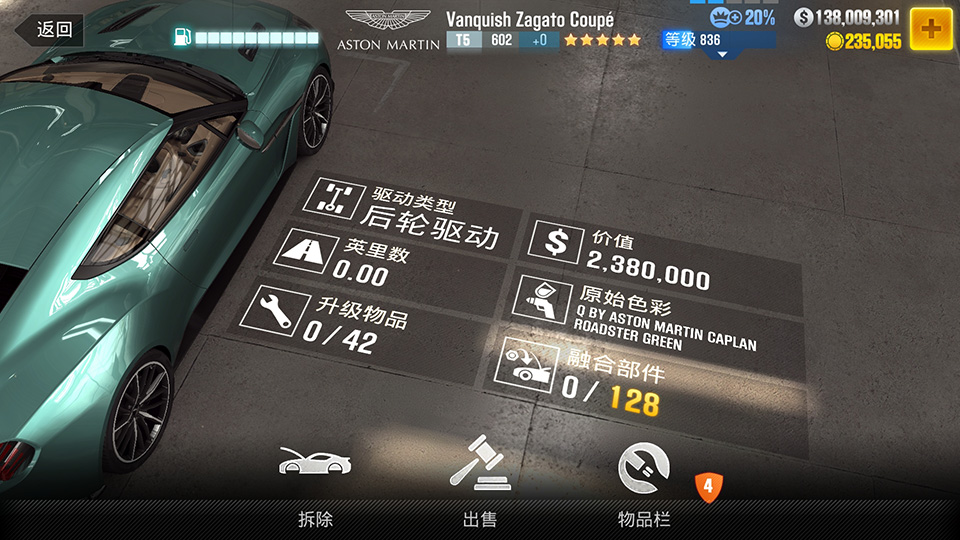 返回
ASTON MARTIN
ASTON MARTIN
Vanquish Zagato Coupé
T5 602 +0
20%
等级 836
138,009,301
235,055
驱动类型
后轮驱动
英里数
0.00
升级物品
0/42
价值
2,380,000
原始色彩
Q BY ASTON MARTIN CAPLAN
ROADSTER GREEN
融合部件
0/128
拆除
出售
物品栏
4